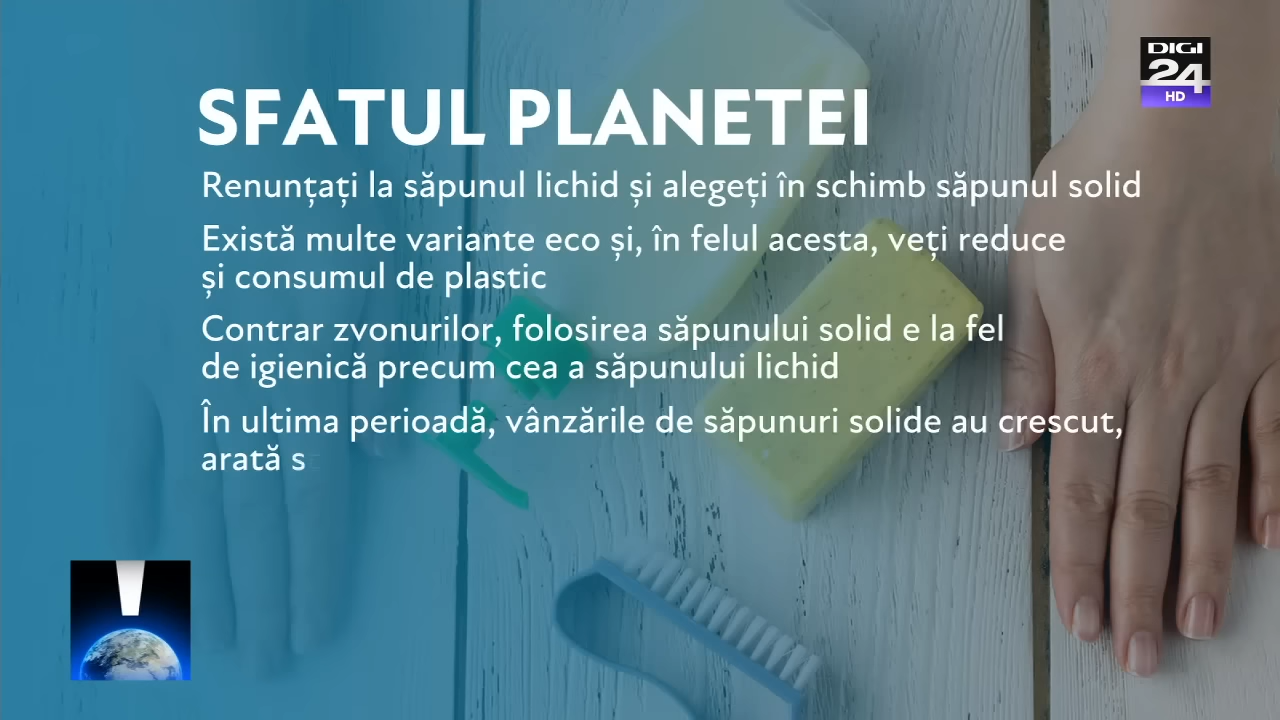 DIGI
24
HD
SFATUL PLANETEI
Renunțați la săpunul lichid și alegeți în schimb săpunul solid
Există multe variante eco și, în felul acesta, veți reduce
și consumul de plastic
Contrar zvonurilor, folosirea săpunului solid e la fel
de igienică precum cea a săpunului lichid
În ultima perioadă, vânzările de săpunuri solide au crescut,
arată s